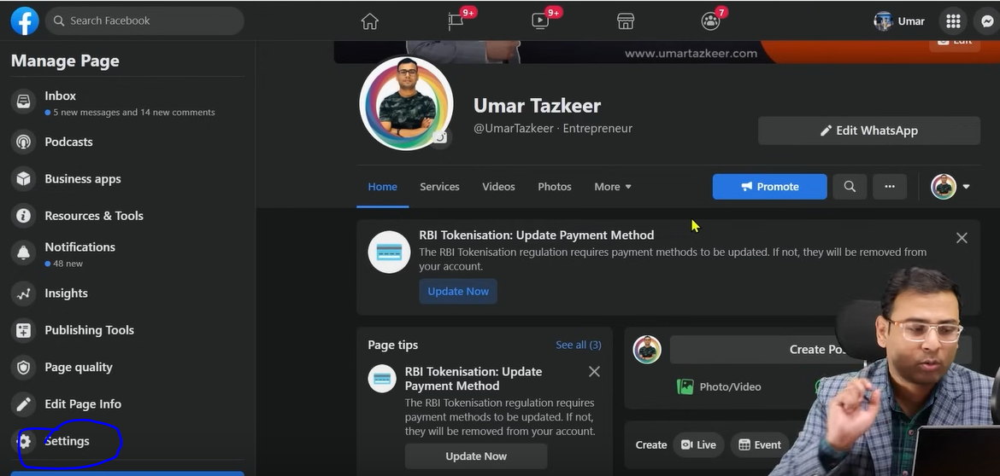 Search Facebook
9+
9+
7
Umar
Manage Page
Inbox
5 new messages and 14 new comments
Podcasts
Business apps
Resources & Tools
Notifications
48 new
Insights
Publishing Tools
Page quality
Edit Page Info
Settings
www.umartazkeer.com
Edit
Umar Tazkeer
@UmarTazkeer · Entrepreneur
Edit WhatsApp
Home Services Videos Photos More
Promote
RBI Tokenisation: Update Payment Method
The RBI Tokenisation regulation requires payment methods to be updated. If not, they will be removed from
your account.
Update Now
Page tips
See all (3)
RBI Tokenisation: Update
Payment Method
The RBI Tokenisation regulation requires
payment methods to be updated. If not,
they will be removed from your account.
Update Now
Create
Photo/Video
Create
Live
Event